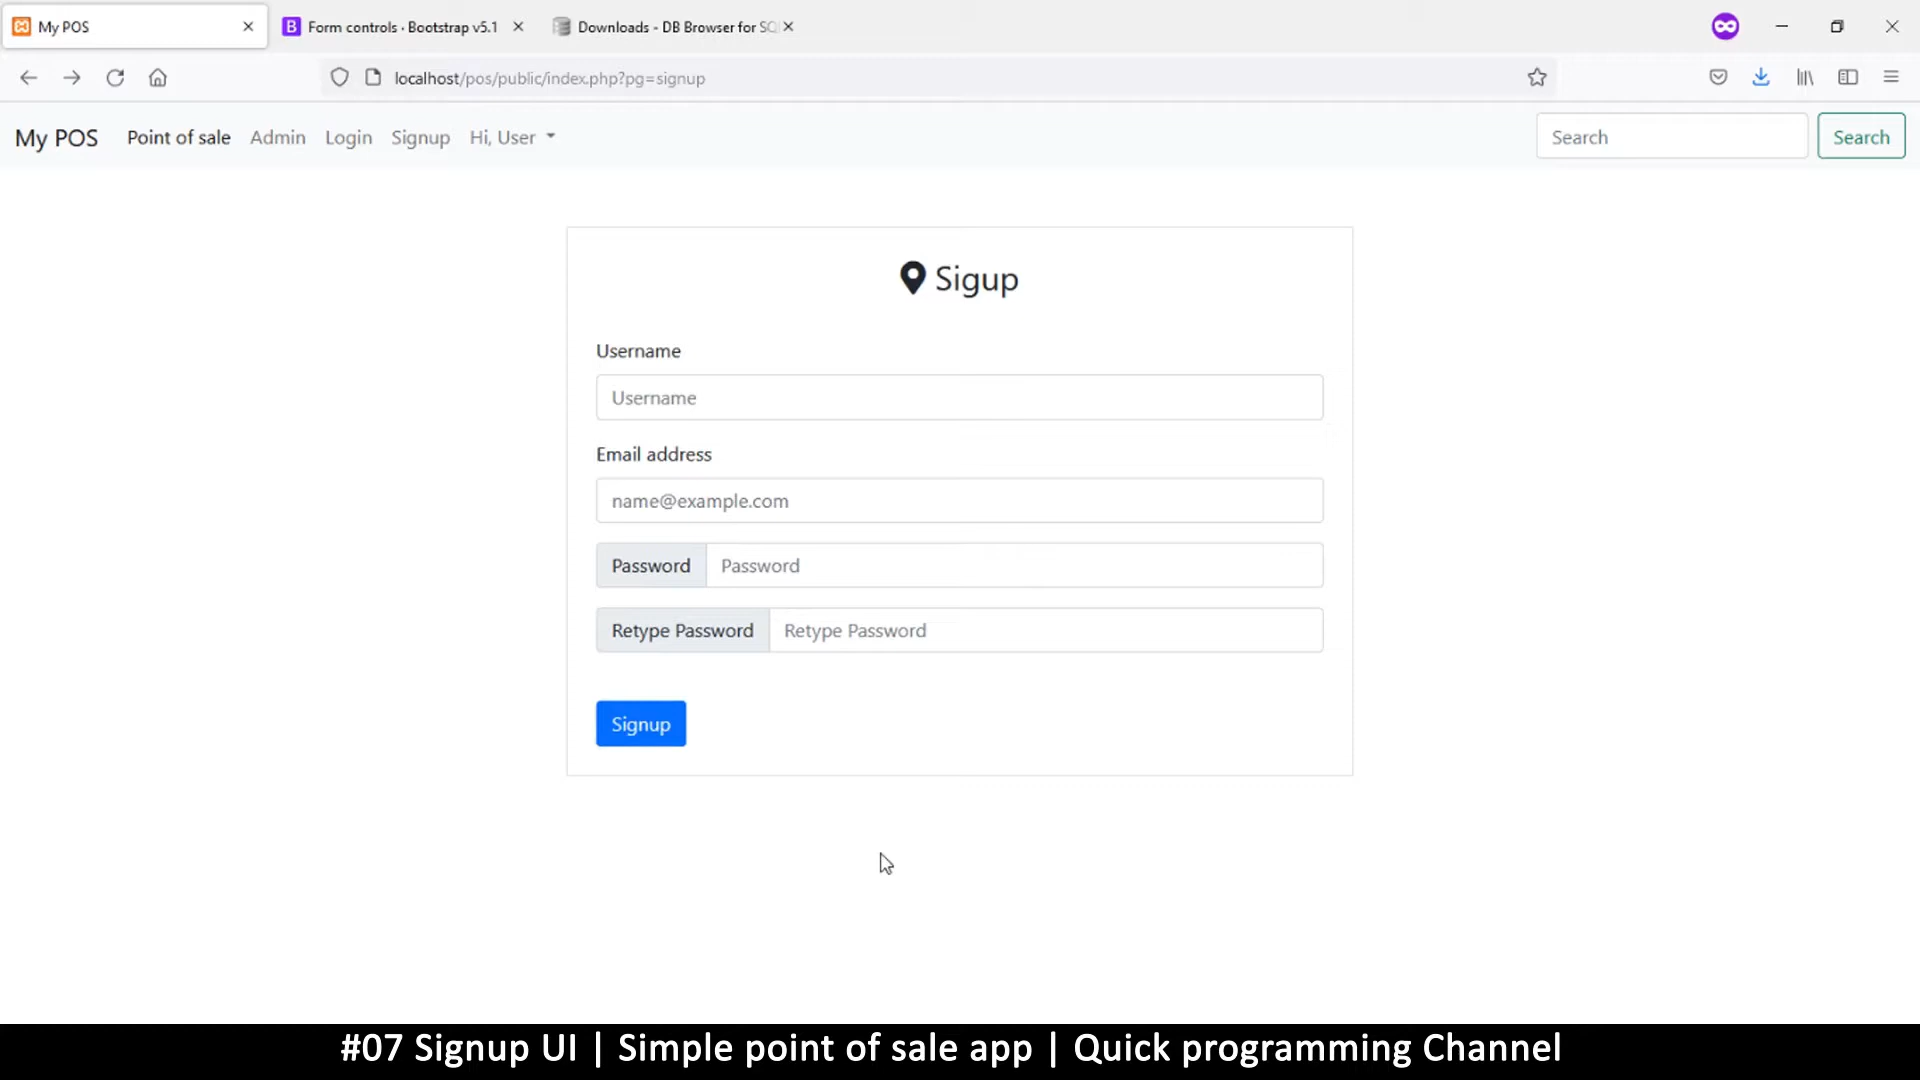 My POS
Form controls · Bootstrap v5.1
Downloads - DB Browser for SQ
localhost/pos/public/index.php?pg=signup
My POS Point of sale Admin Login Signup Hi, User Search Search
Sigup
Username
Username
Email address
name@example.com
Password Password
Retype Password Retype Password
Signup
#07 Signup UI | Simple point of sale app | Quick programming Channel